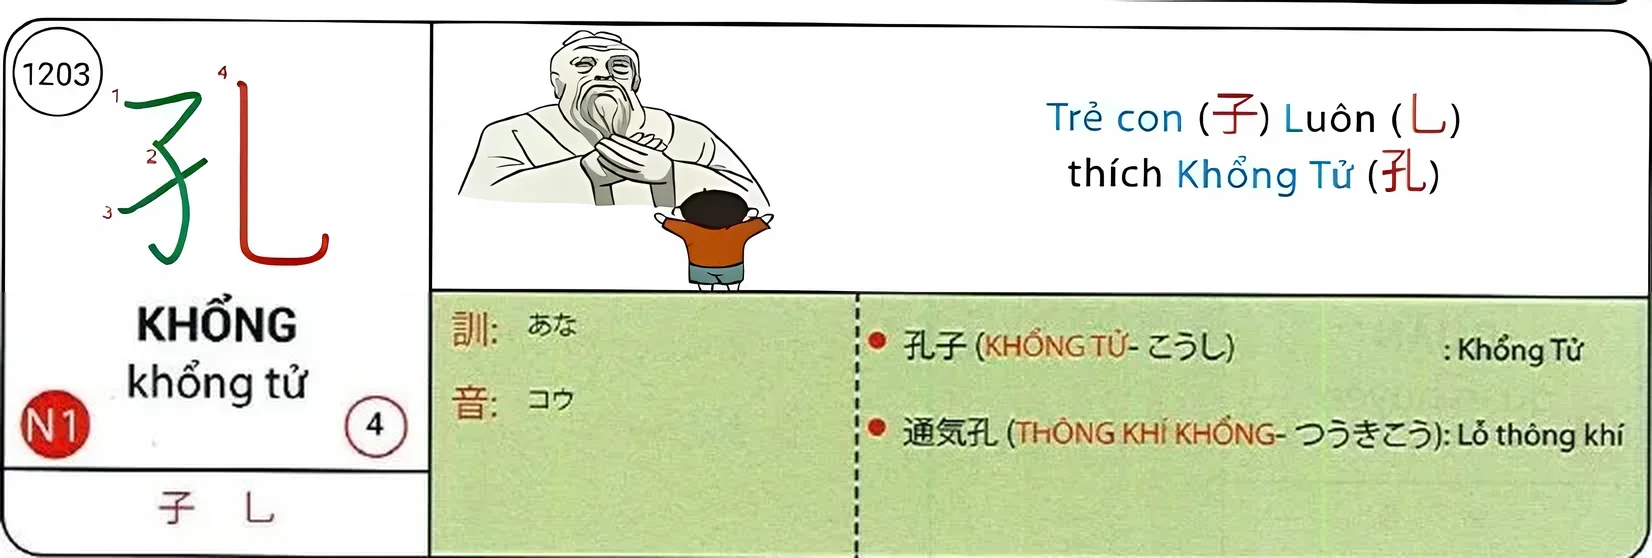 1203
1
2
3
4
孔
KHỔNG
khổng tử
N1
4
子 乚
Trẻ con (子) Luôn (乚)
thích Khổng Tử (孔)
訓: あな
音: コウ
孔子 (KHỔNG TỬ- こうし) : Khổng Tử
通気孔 (THÔNG KHÍ KHỔNG- つうきこう): Lỗ thông khí